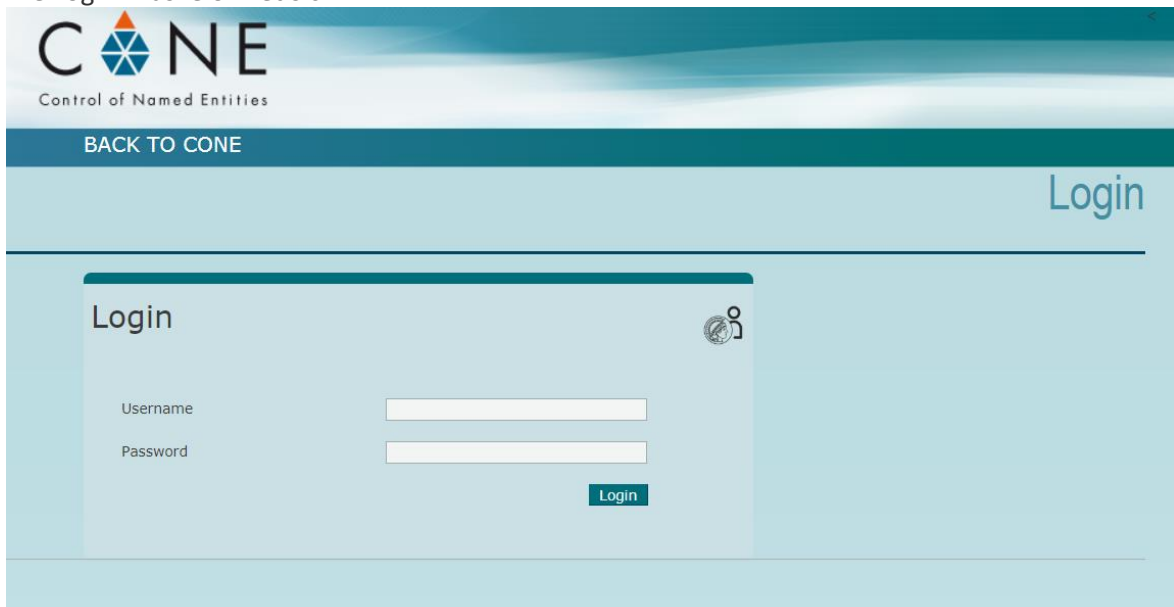 CONE
Control of Named Entities
<
BACK TO CONE
Login
Login
Username
Password
Login